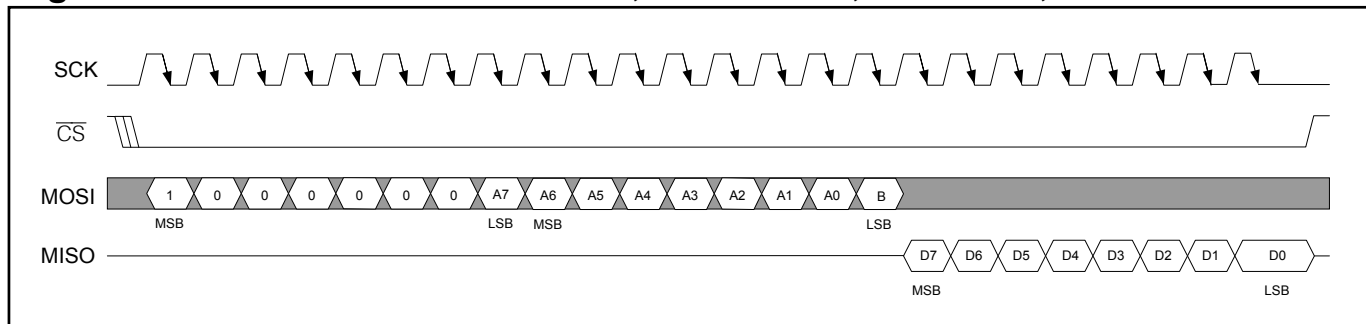 SCK
CS
MOSI 1 0 0 0 0 0 0 A7 A6 A5 A4 A3 A2 A1 A0 B
MSB LSB MSB LSB
MISO D7 D6 D5 D4 D3 D2 D1 D0
MSB LSB